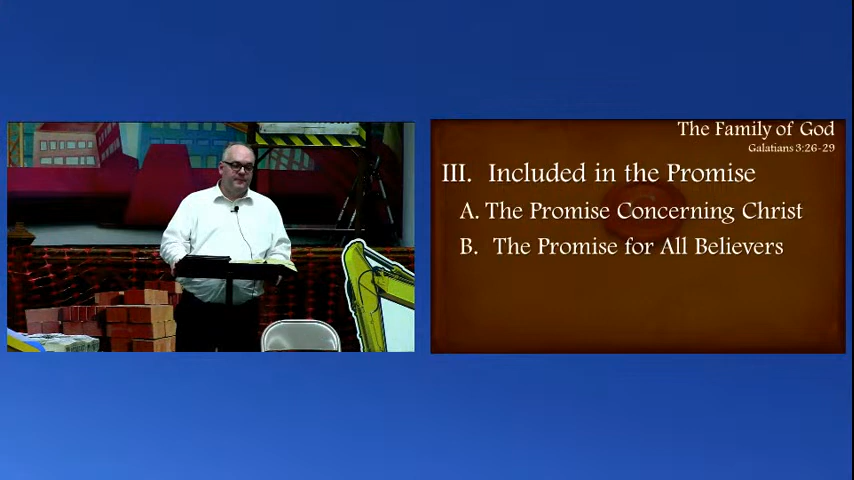 The Family of God
Galatians 3:26-29
III. Included in the Promise
A. The Promise Concerning Christ
B. The Promise for All Believers